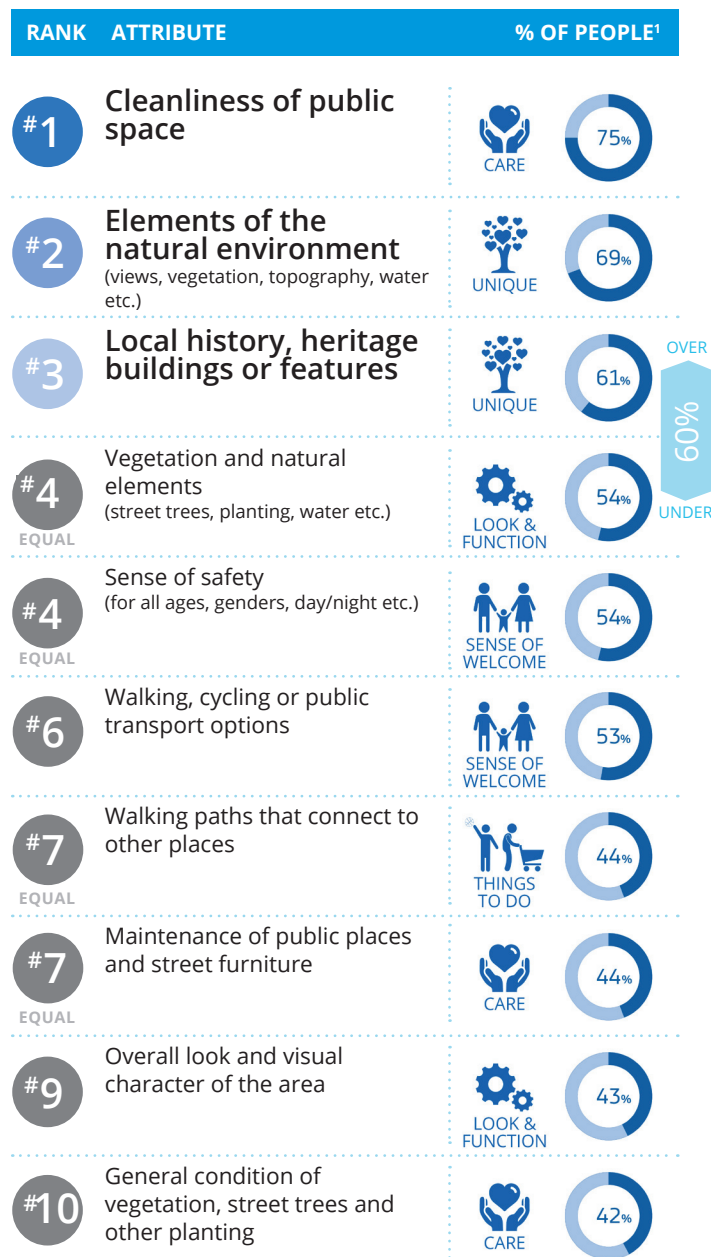 RANK ATTRIBUTE % OF PEOPLE¹
#1
Cleanliness of public
space
CARE
75%
#2
Elements of the
natural environment
(views, vegetation, topography, water
etc.)
UNIQUE
69%
#3
Local history, heritage
buildings or features
UNIQUE
61%
OVER
60%
UNDER
#4
EQUAL
Vegetation and natural
elements
(street trees, planting, water etc.)
LOOK &
FUNCTION
54%
#4
EQUAL
Sense of safety
(for all ages, genders, day/night etc.)
SENSE OF
WELCOME
54%
#6
Walking, cycling or public
transport options
SENSE OF
WELCOME
53%
#7
EQUAL
Walking paths that connect to
other places
THINGS
TO DO
44%
#7
EQUAL
Maintenance of public places
and street furniture
CARE
44%
#9
Overall look and visual
character of the area
LOOK &
FUNCTION
43%
#10
General condition of
vegetation, street trees and
other planting
CARE
42%